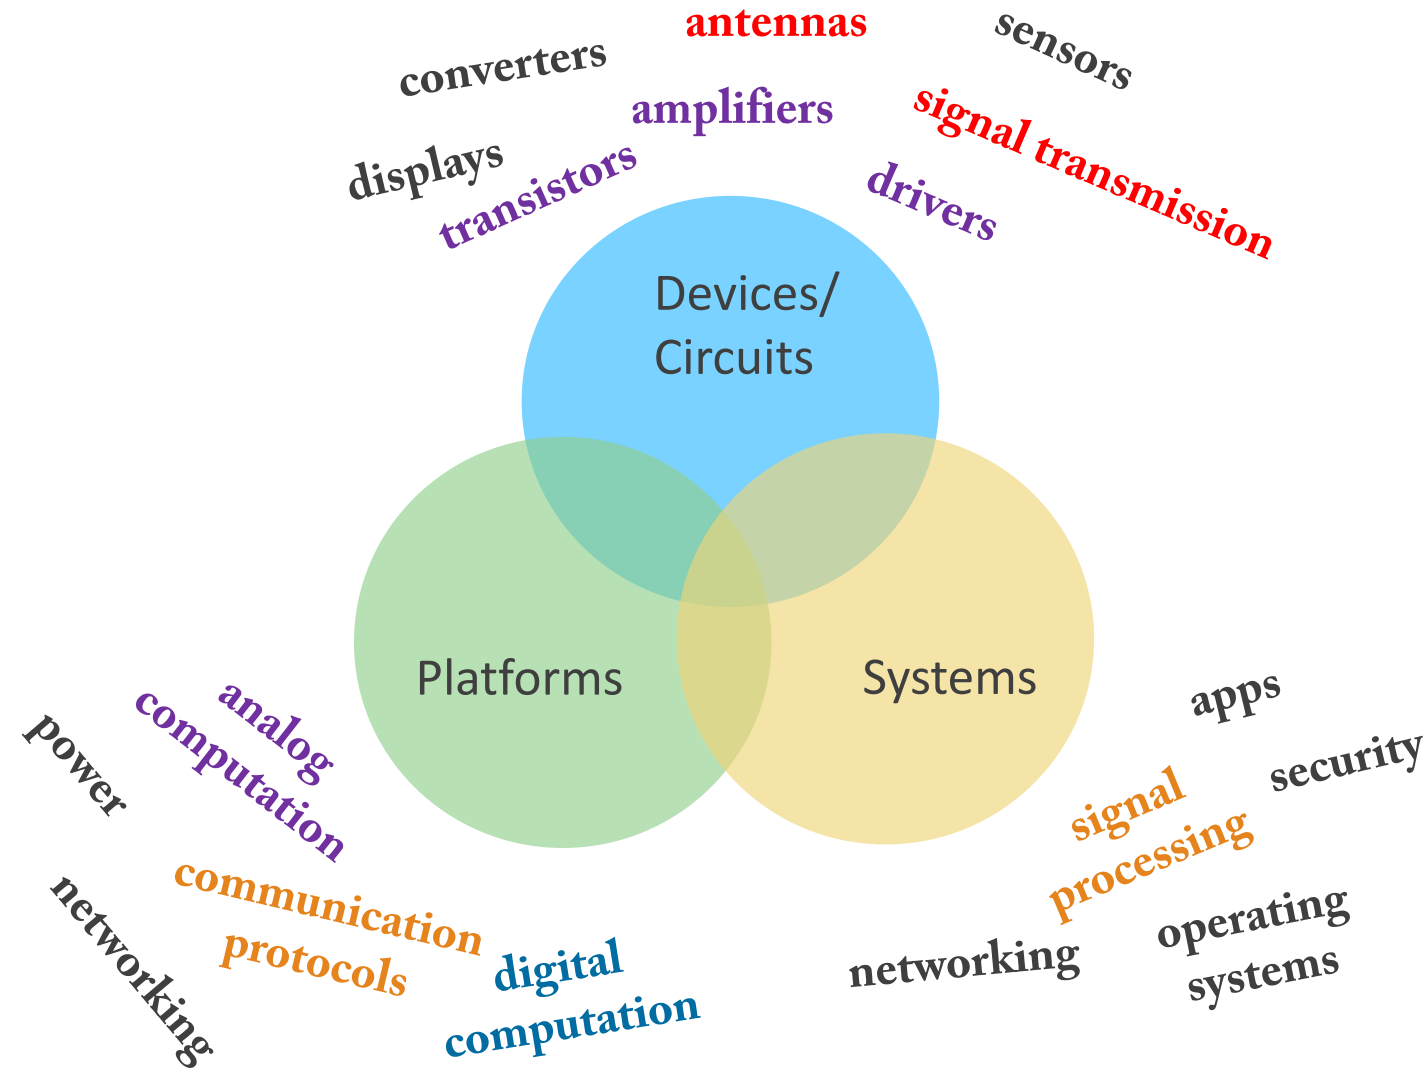 antennas
sensors
converters
amplifiers
signal transmission
displays
transistors
drivers
Devices/
Circuits
Platforms
Systems
analog
computation
power
communication
protocols
networking
digital
computation
apps
security
signal
processing
operating
systems
networking